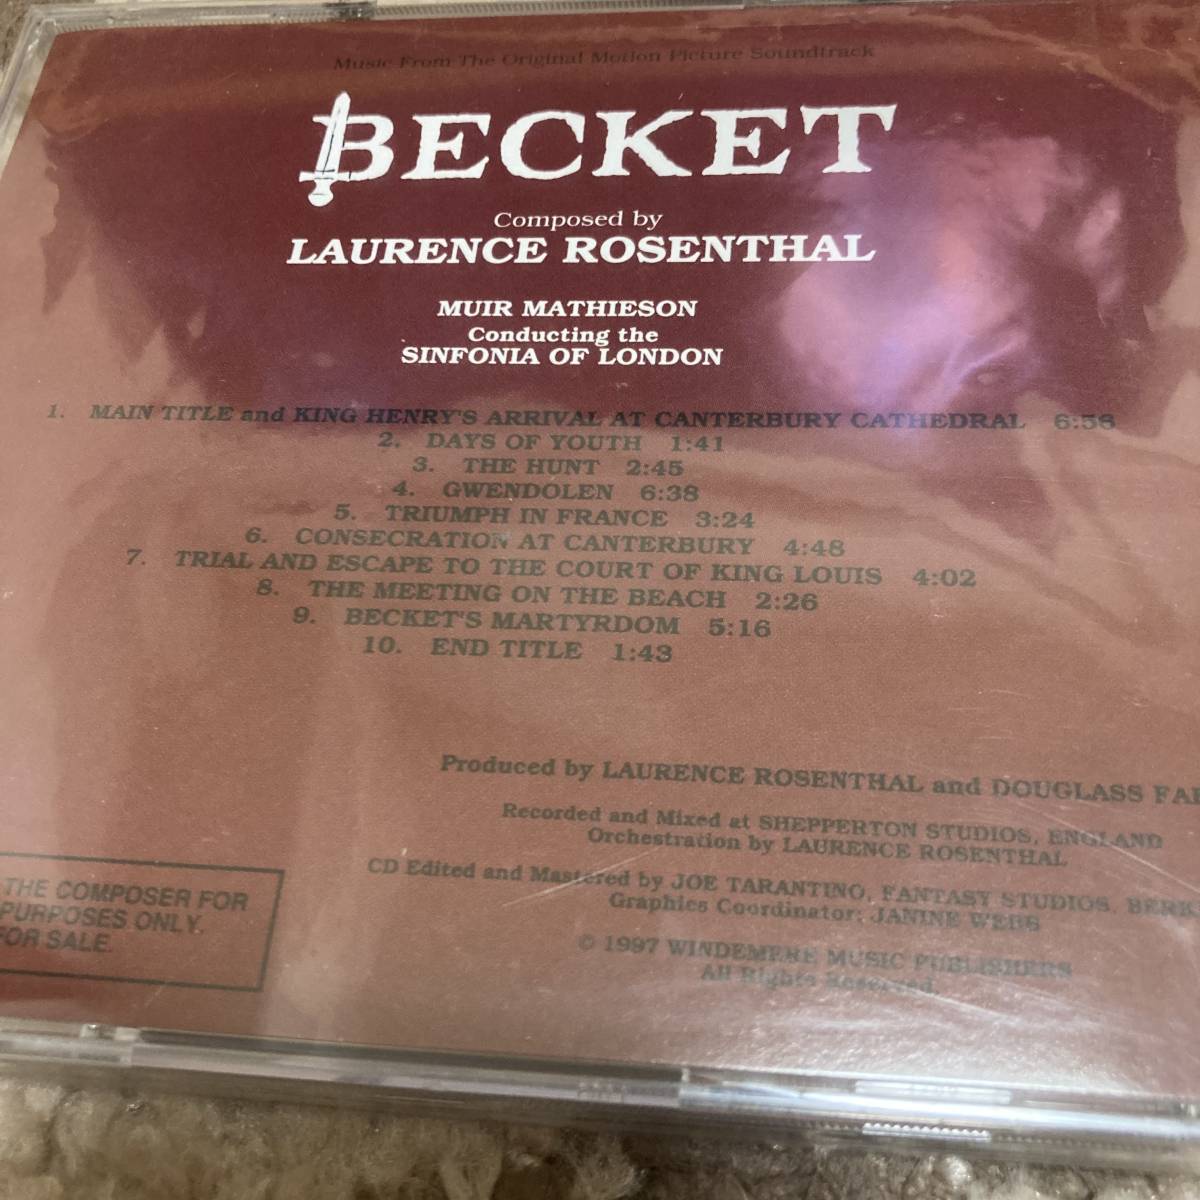 Music From The Original Motion Picture Soundtrack
BECKET
Composed by
LAURENCE ROSENTHAL
MUIR MATHIESON
Conducting the
SINFONIA OF LONDON
1. MAIN TITLE and KING HENRY'S ARRIVAL AT CANTERBURY CATHEDRAL 6:58
2. DAYS OF YOUTH 1:41
3. THE HUNT 2:45
4. GWENDOLEN 6:38
5. TRIUMPH IN FRANCE 3:24
6. CONSECRATION AT CANTERBURY 4:48
7. TRIAL AND ESCAPE TO THE COURT OF KING LOUIS 4:02
8. THE MEETING ON THE BEACH 2:26
9. BECKET'S MARTYRDOM 5:16
10. END TITLE 1:43
Produced by LAURENCE ROSENTHAL and DOUGLASS
Recorded and Mixed at SHEPPERTON STUDIOS, ENGLAND
Orchestration by LAURENCE ROSENTHAL
CD Edited and Mastered by JOE TARANTINO, FANTASY STUDIOS,
Graphics Coordinator: JANINE WEBB
© 1997 WINDEMERE MUSIC PUBLISHERS
All Rights Reserved.
THE COMPOSER FOR
PURPOSES ONLY.
FOR SALE.